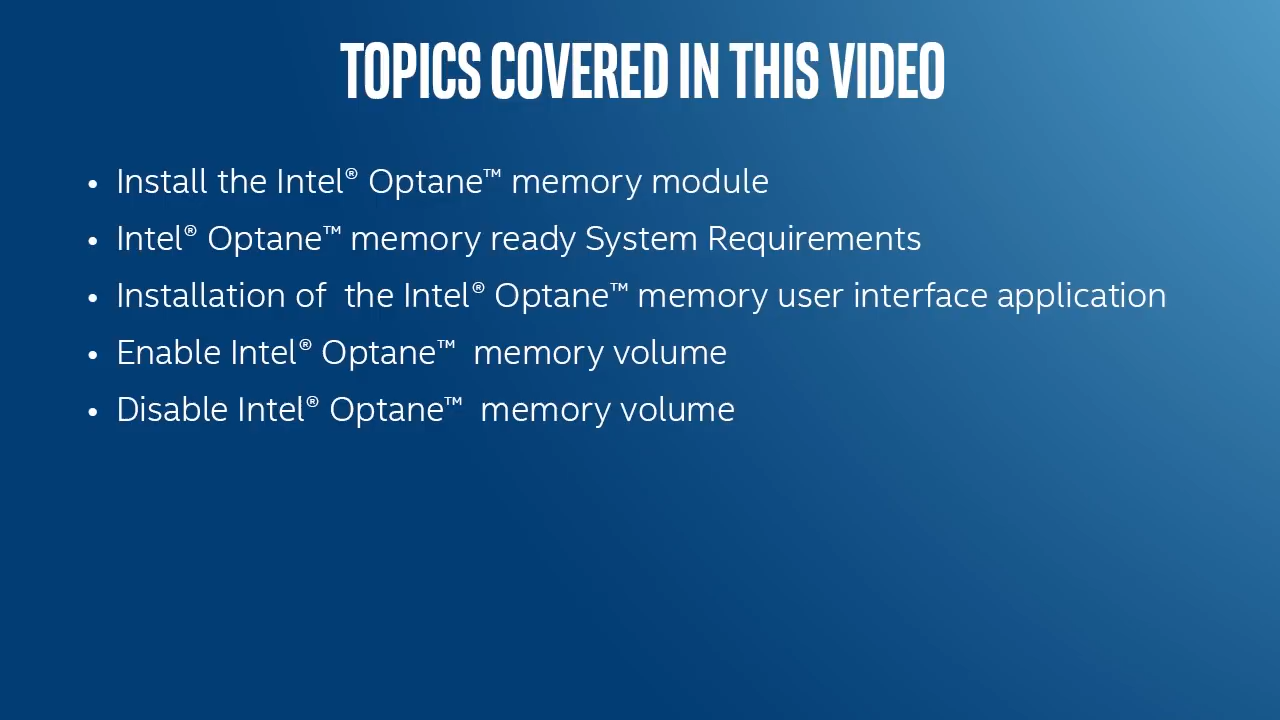 TOPICS COVERED IN THIS VIDEO
• Install the Intel® Optane™ memory module
• Intel® Optane™ memory ready System Requirements
• Installation of  the Intel® Optane™ memory user interface application
• Enable Intel® Optane™  memory volume
• Disable Intel® Optane™  memory volume